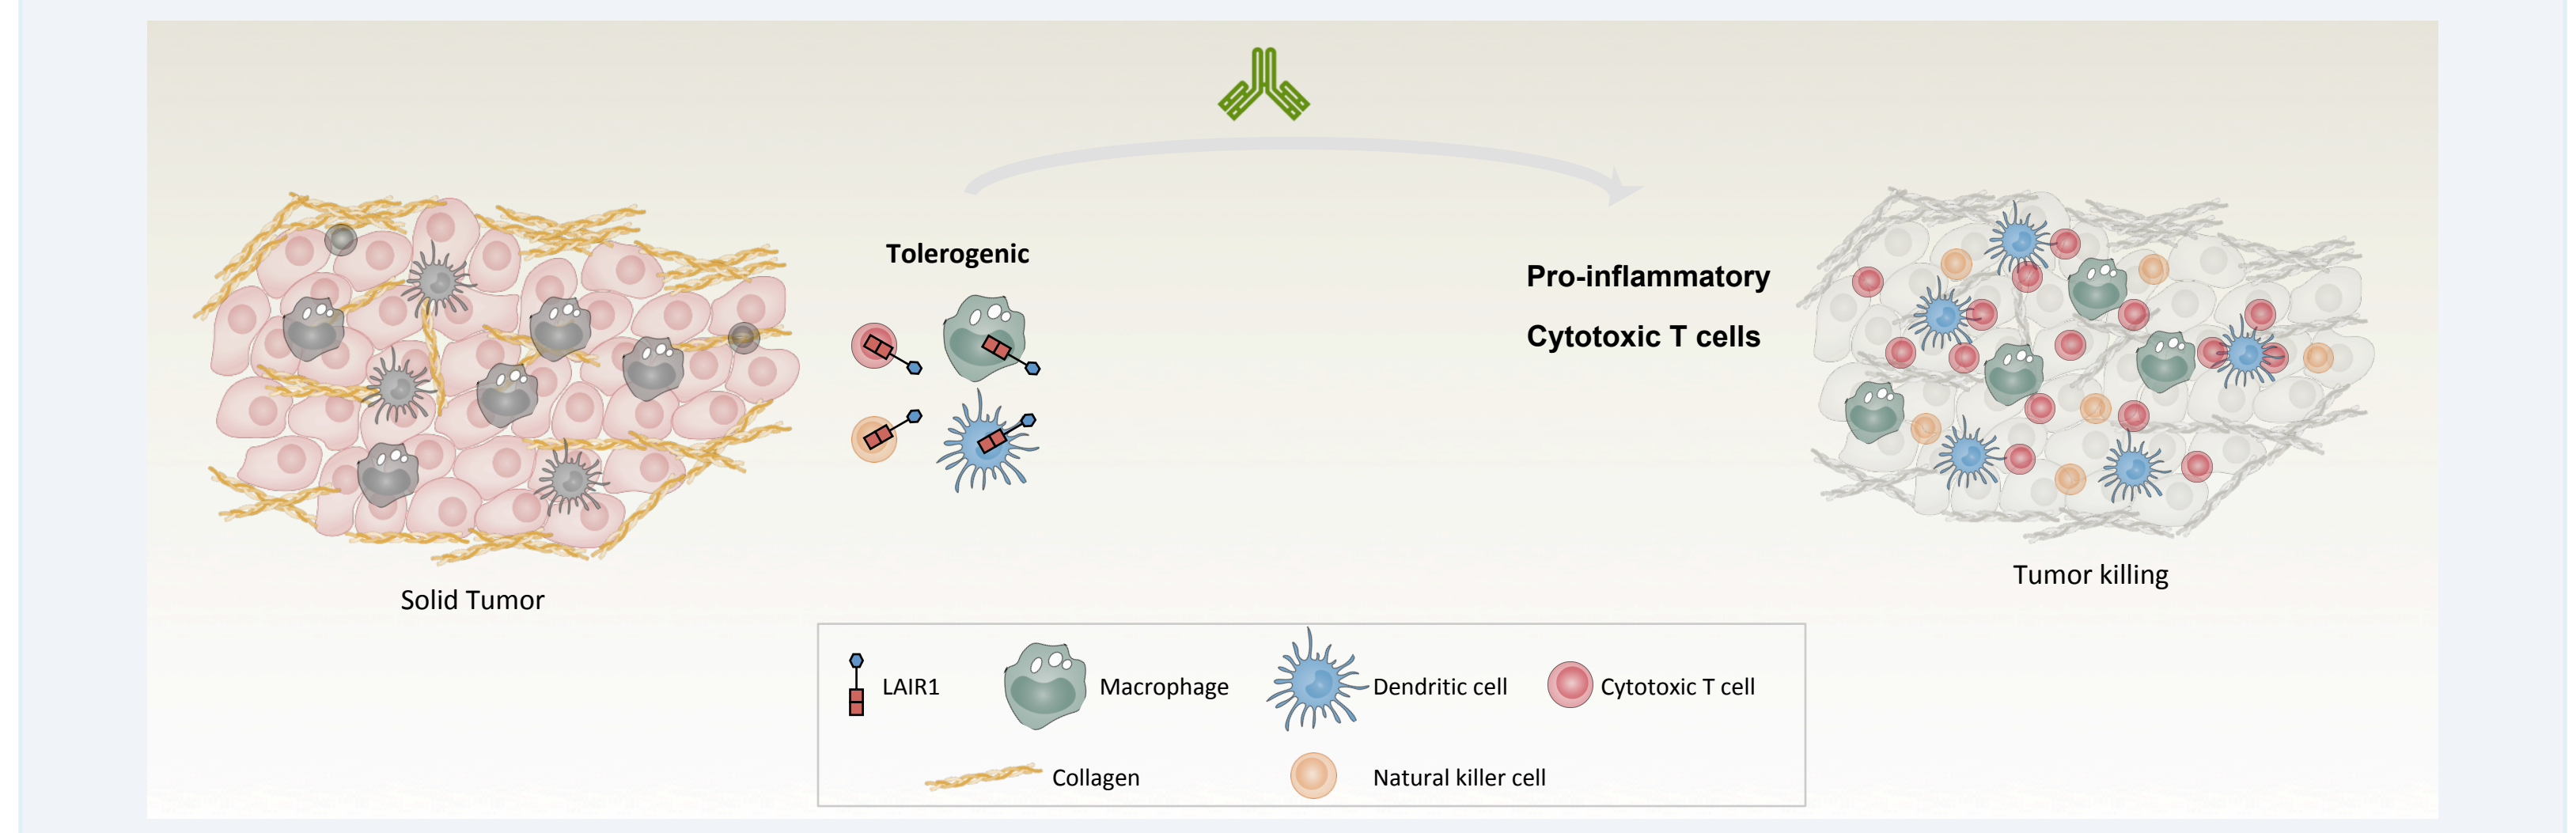 Tolerogenic
Pro-inflammatory
Cytotoxic T cells
Solid Tumor
Tumor killing
LAIR1
Macrophage
Dendritic cell
Cytotoxic T cell
Collagen
Natural killer cell